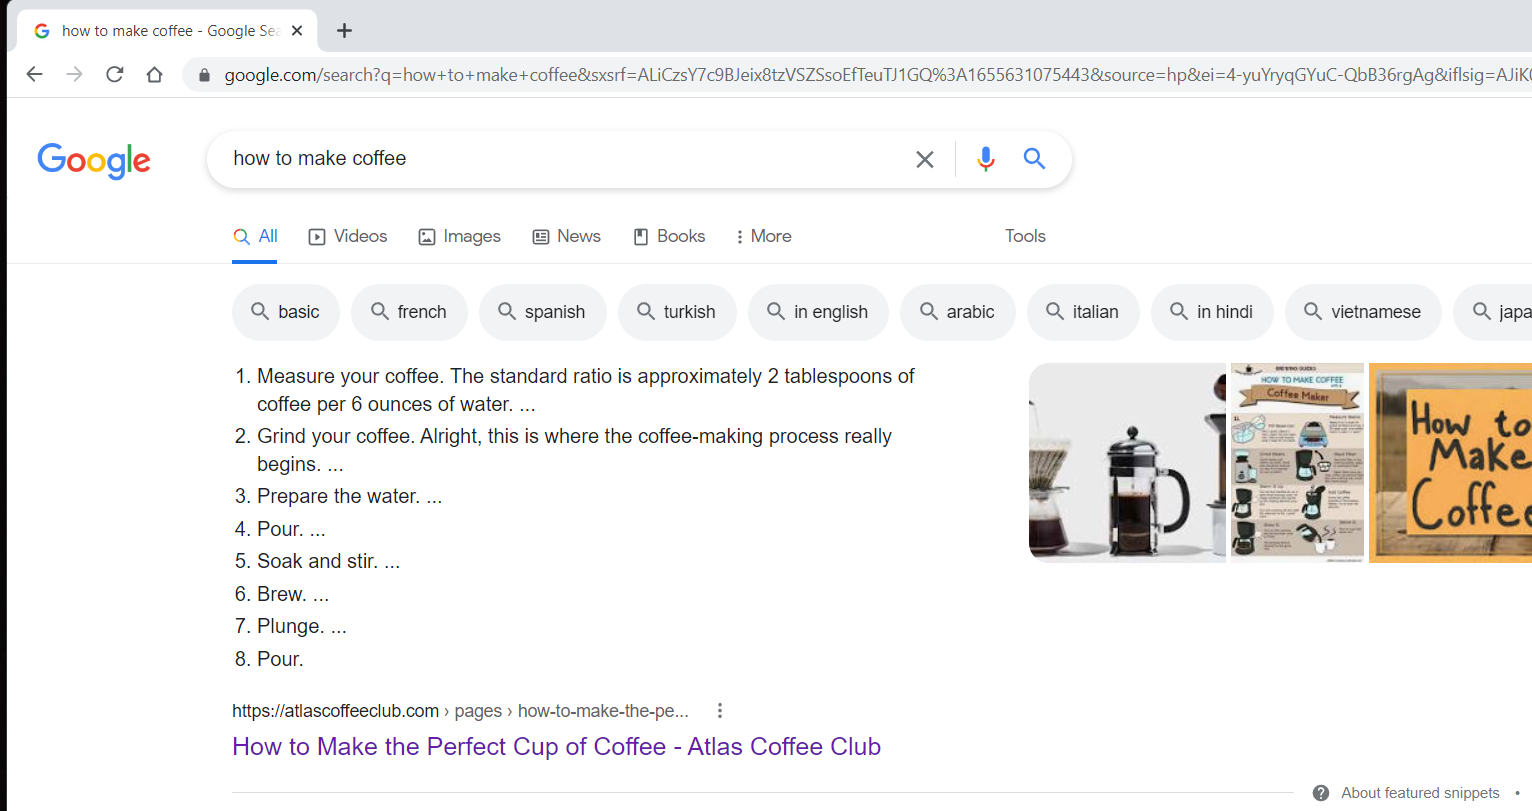 how to make coffee - Google Sea
google.com/search?q=how+to+make+coffee&sxsrf=ALiCzsY7c9BJeix8tzVSZSsoEfTeuTJ1GQ%3A1655631075443&source=hp&ei=4-yuYryqGYuC-QbB36rgAg&iflsig=AJiK0
Google
how to make coffee
All Videos Images News Books More Tools
basic french spanish turkish in english arabic italian in hindi vietnamese japa
1. Measure your coffee. The standard ratio is approximately 2 tablespoons of
coffee per 6 ounces of water. ...
2. Grind your coffee. Alright, this is where the coffee-making process really
begins. ...
3. Prepare the water. ...
4. Pour. ...
5. Soak and stir. ...
6. Brew. ...
7. Plunge. ...
8. Pour.
BREWING GUIDES
HOW TO MAKE COFFEE
Coffee Maker
How to
Make
Coffee
https://atlascoffeeclub.com › pages › how-to-make-the-pe...
How to Make the Perfect Cup of Coffee - Atlas Coffee Club
About featured snippets •